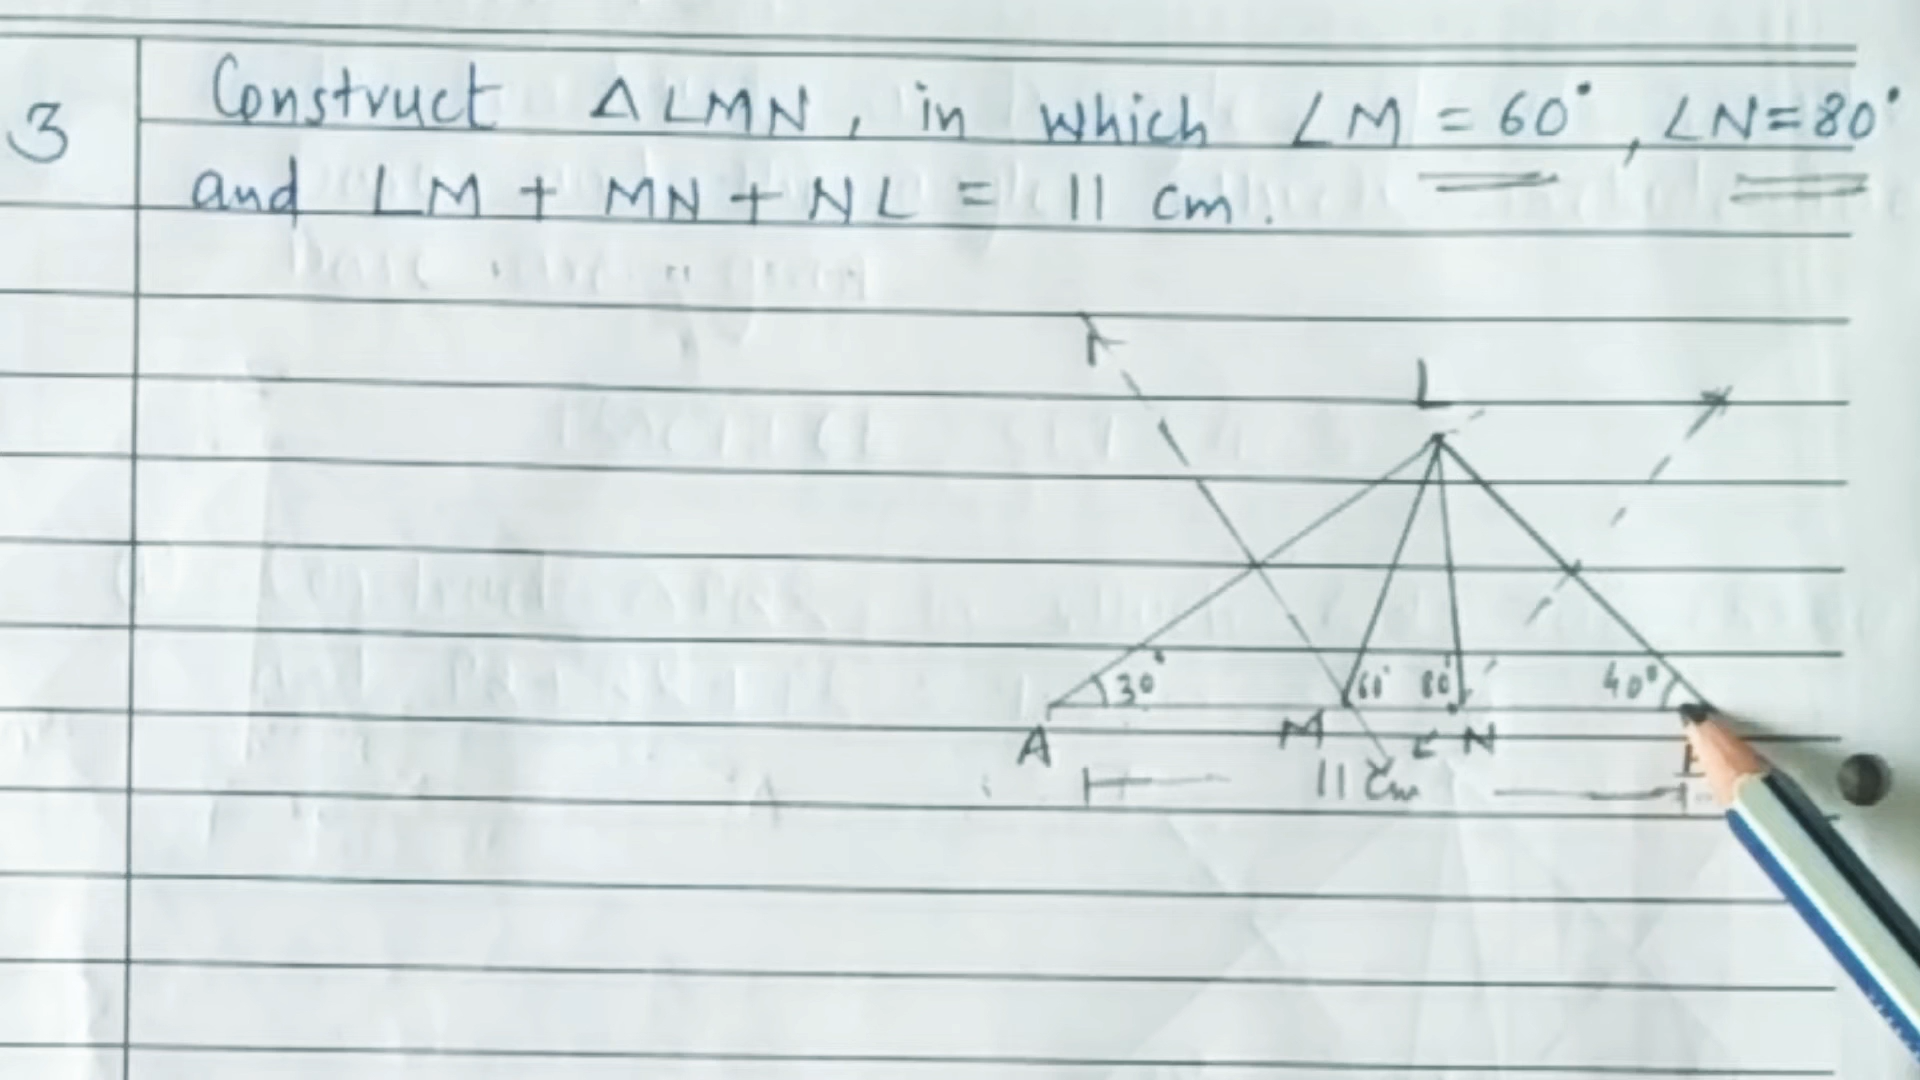 3 Construct △LMN, in which ∠M = 60°, ∠N=80°
and LM + MN + NL = 11 cm.
L
30° 60° 80° 40°
A M N
11 cm